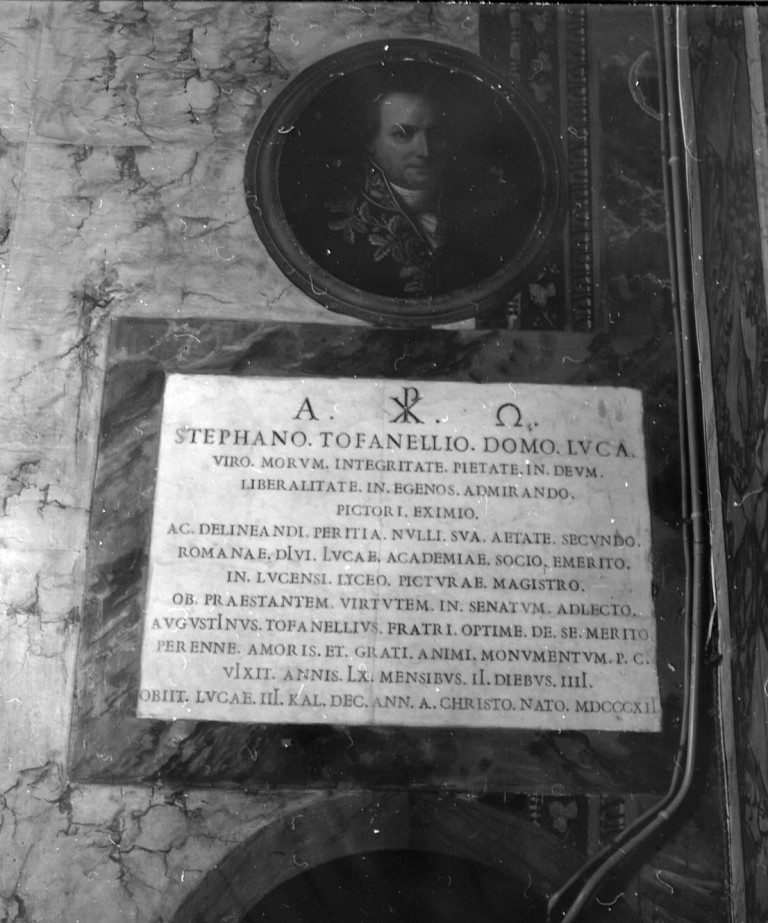 Α. ☧. Ω.
STEPHANO. TOFANELLIO. DOMO. LVCA.
VIRO. MORVM. INTEGRITATE. PIETATE. IN. DEVM.
LIBERALITATE. IN. EGENOS. ADMIRANDO.
PICTORI. EXIMIO.
AC. DELINEANDI. PERITIA. NVLLI. SVA. AETATE. SECVNDO.
ROMANAE. DIVI. LVCAE. ACADEMIAE. SOCIO. EMERITO.
IN. LVCENSI. LYCEO. PICTVRAE. MAGISTRO.
OB. PRAESTANTEM. VIRTVTEM. IN. SENATVM. ADLECTO.
AVGVSTINVS. TOFANELLIVS. FRATRI. OPTIME. DE. SE. MERITO
PERENNE. AMORIS. ET. GRATI. ANIMI. MONVMENTVM. P. C.
VIXIT. ANNIS. LX. MENSIBVS. II. DIEBVS. IIII.
OBIIT. LVCAE. III. KAL. DEC. ANN. A. CHRISTO. NATO. MDCCCXII